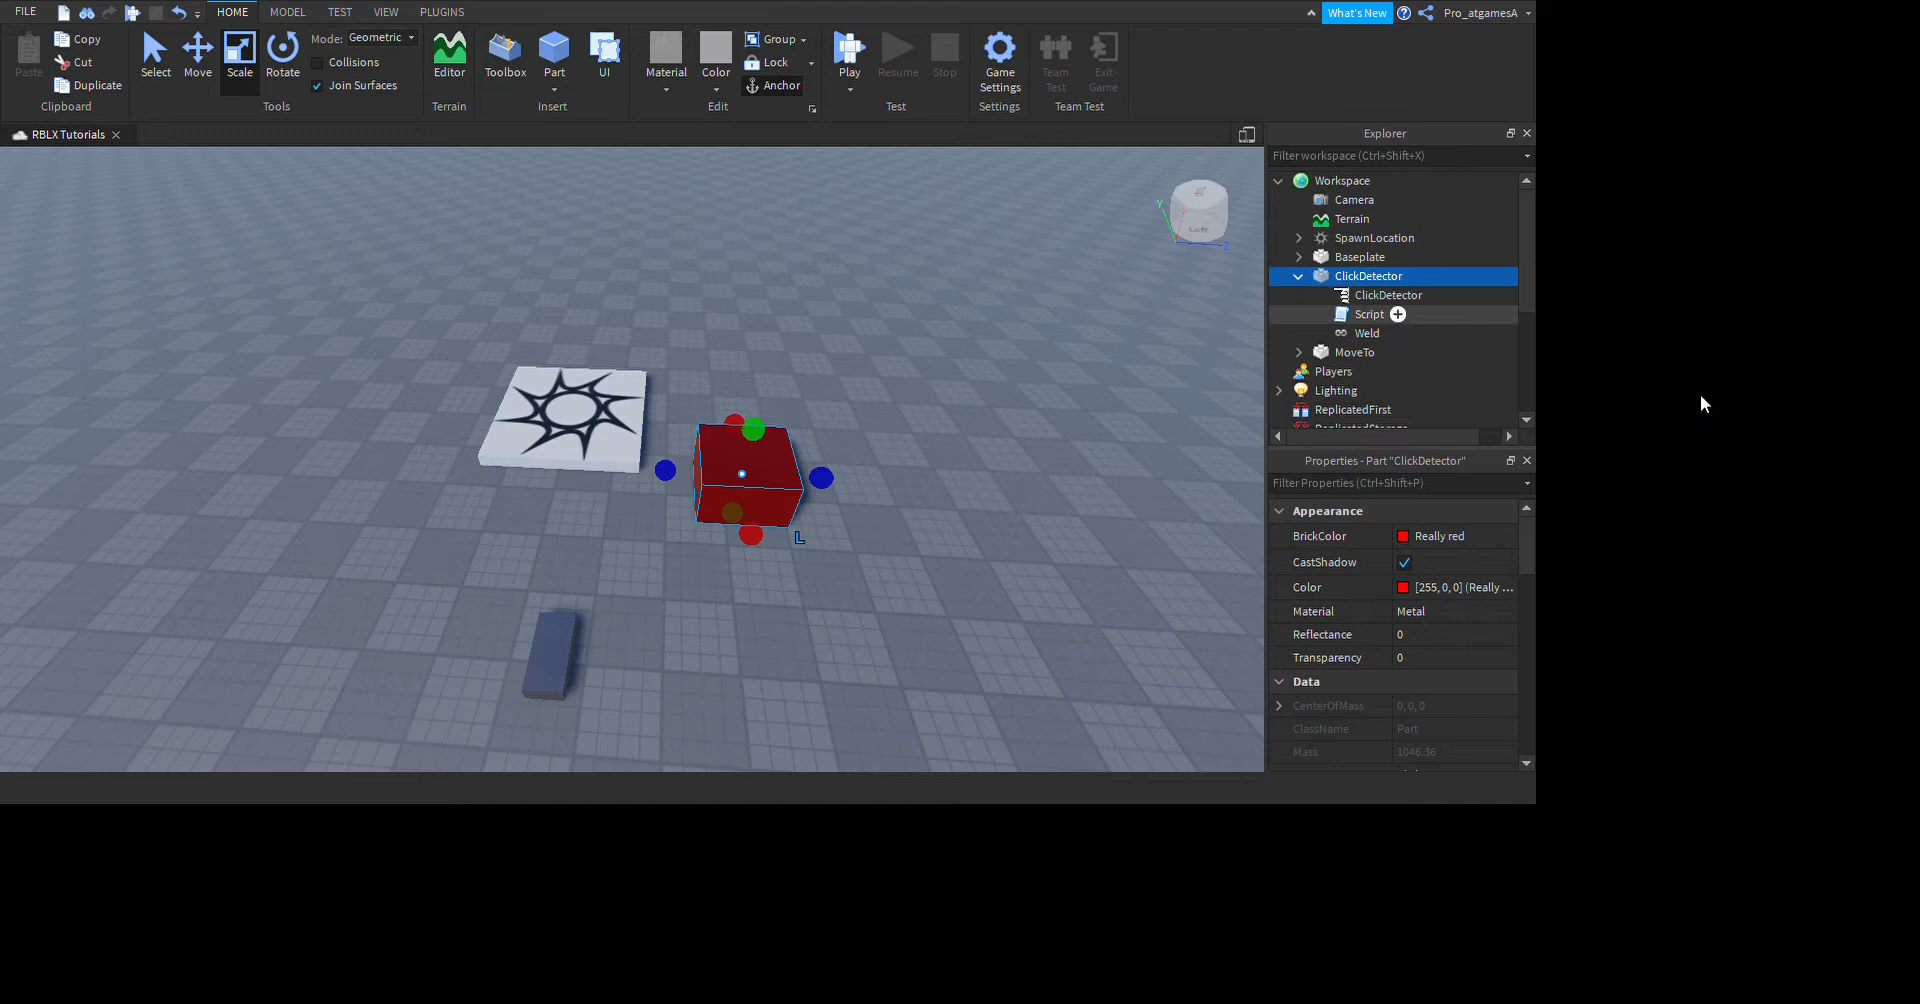 FILE HOME MODEL TEST VIEW PLUGINS What's New Pro_atgamesA
Paste Copy Cut Duplicate
Clipboard
Select Move Scale Rotate Mode: Geometric
Collisions
Join Surfaces
Tools
Editor
Terrain
Toolbox Part UI
Insert
Material Color Group Lock Anchor
Edit
Play Resume Stop
Test
Game Settings
Settings
Team Test Exit Game
Team Test
RBLX Tutorials
Explorer
Filter workspace (Ctrl+Shift+X)
Workspace
Camera
Terrain
SpawnLocation
Baseplate
ClickDetector
ClickDetector
Script
Weld
MoveTo
Players
Lighting
ReplicatedFirst
Y
Left
Z
L
Properties - Part "ClickDetector"
Filter Properties (Ctrl+Shift+P)
Appearance
BrickColor Really red
CastShadow
Color [255, 0, 0] (Really ...
Material Metal
Reflectance 0
Transparency 0
Data
CenterOfMass 0, 0, 0
ClassName Part
Mass 1046.36